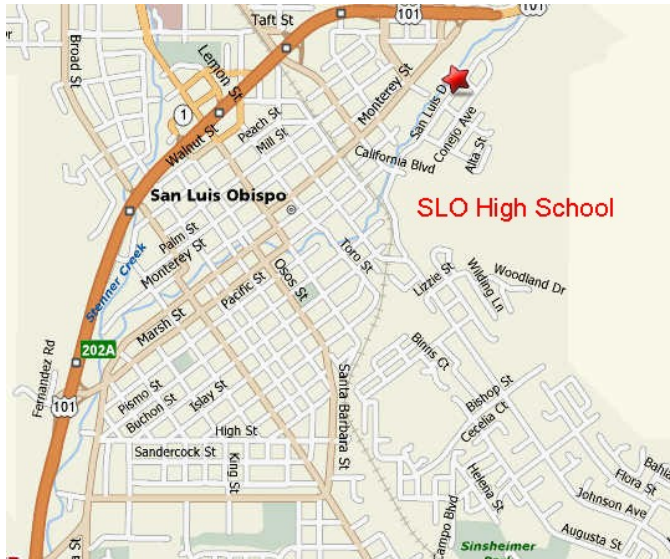 101
101
Taft St
Dr
Broad St
Lemon St
1
Monterey St
San Luis D
Peach St
Conejo Ave
Walnut St
Mill St
Alta St
California Blvd
San Luis Obispo
SLO High School
Palm St
Toro St
Monterey St
Stenner Creek
Osos St
Lizzie St
Wilding Ln
Woodland Dr
Pacific St
Marsh St
202A
Binns Ct
Fernandez Rd
Santa Barbara St
Bishop St
Pismo St
Islay St
101
Buchon St
Cecelia Ct
High St
Sandercock St
King St
Helena St
Bahia
Flora St
Johnson Ave
Campo Blvd
Augusta St
Sinsheimer